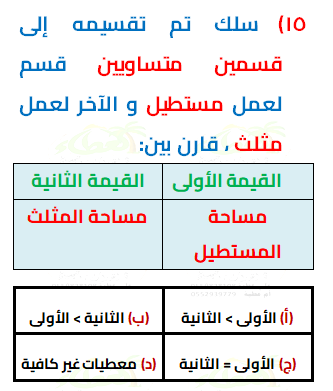 ١٥) سلك تم تقسيمه إلى
قسمين متساويين قسم
لعمل مستطيل و الآخر لعمل
مثلث ، قارن بين:
القيمة الأولى القيمة الثانية
مساحة المستطيل مساحة المثلث
(أ) الأولى > الثانية (ب) الثانية > الأولى
(ج) الأولى = الثانية (د) معطيات غير كافية